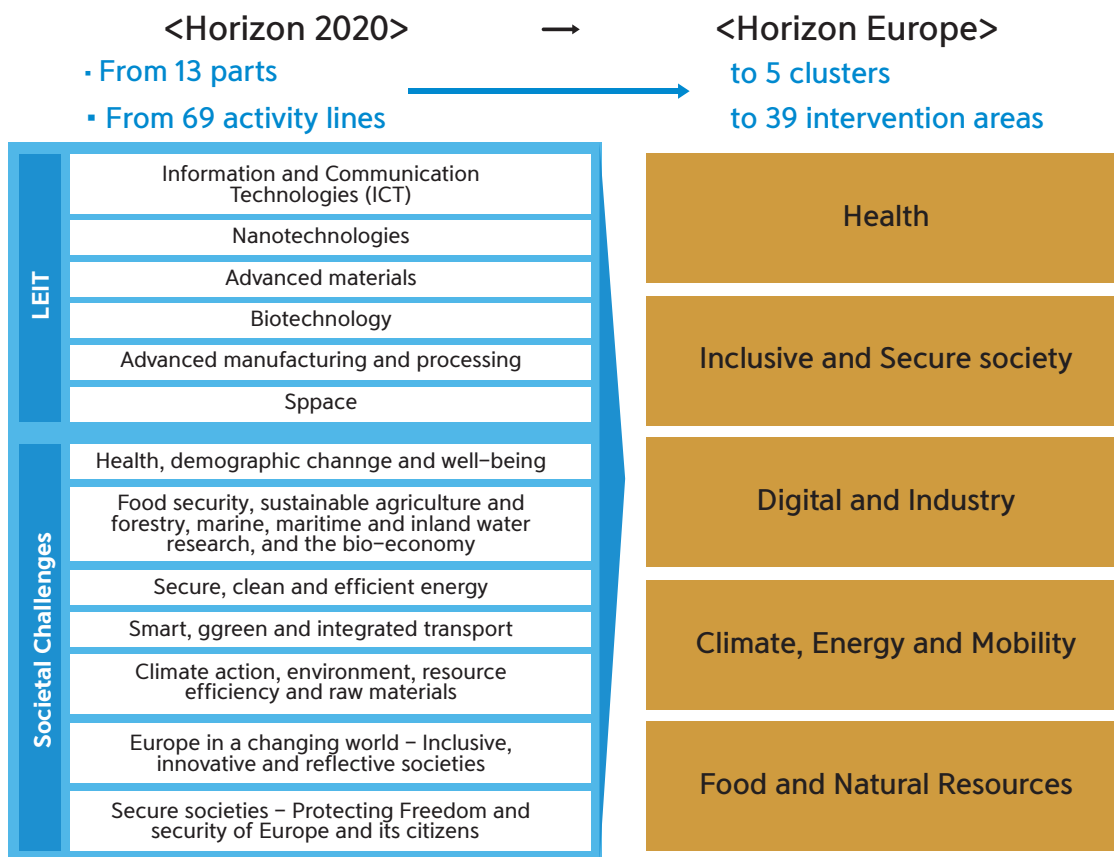 <Horizon 2020> → <Horizon Europe>
· From 13 parts
to 5 clusters
▪ From 69 activity lines
to 39 intervention areas
LEIT
Information and Communication
Technologies (ICT)
Nanotechnologies
Advanced materials
Biotechnology
Advanced manufacturing and processing
Sppace
Societal Challenges
Health, demographic channge and well-being
Food security, sustainable agriculture and
forestry, marine, maritime and inland water
research, and the bio-economy
Secure, clean and efficient energy
Smart, ggreen and integrated transport
Climate action, environment, resource
efficiency and raw materials
Europe in a changing world – Inclusive,
innovative and reflective societies
Secure societies – Protecting Freedom and
security of Europe and its citizens
Health
Inclusive and Secure society
Digital and Industry
Climate, Energy and Mobility
Food and Natural Resources